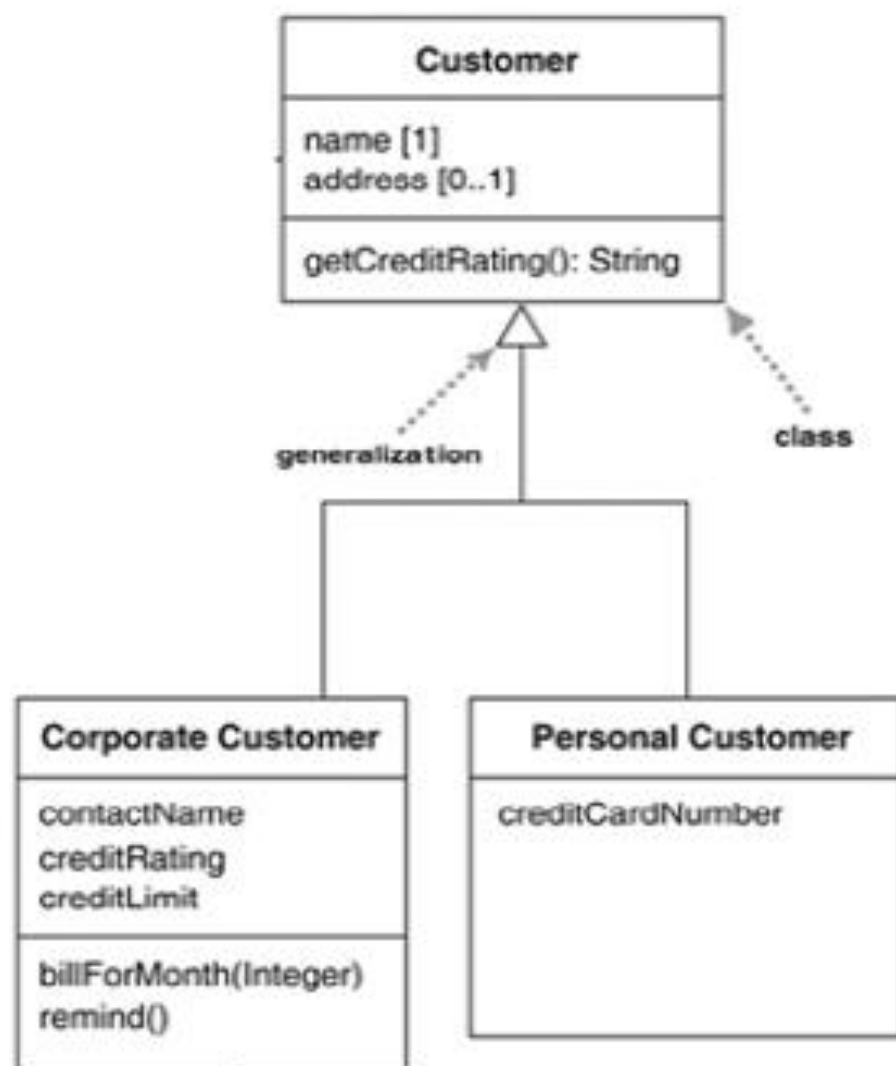 Customer
name [1]
address [0..1]
getCreditRating(): String
generalization
class
Corporate Customer
contactName
creditRating
creditLimit
billForMonth(Integer)
remind()
Personal Customer
creditCardNumber